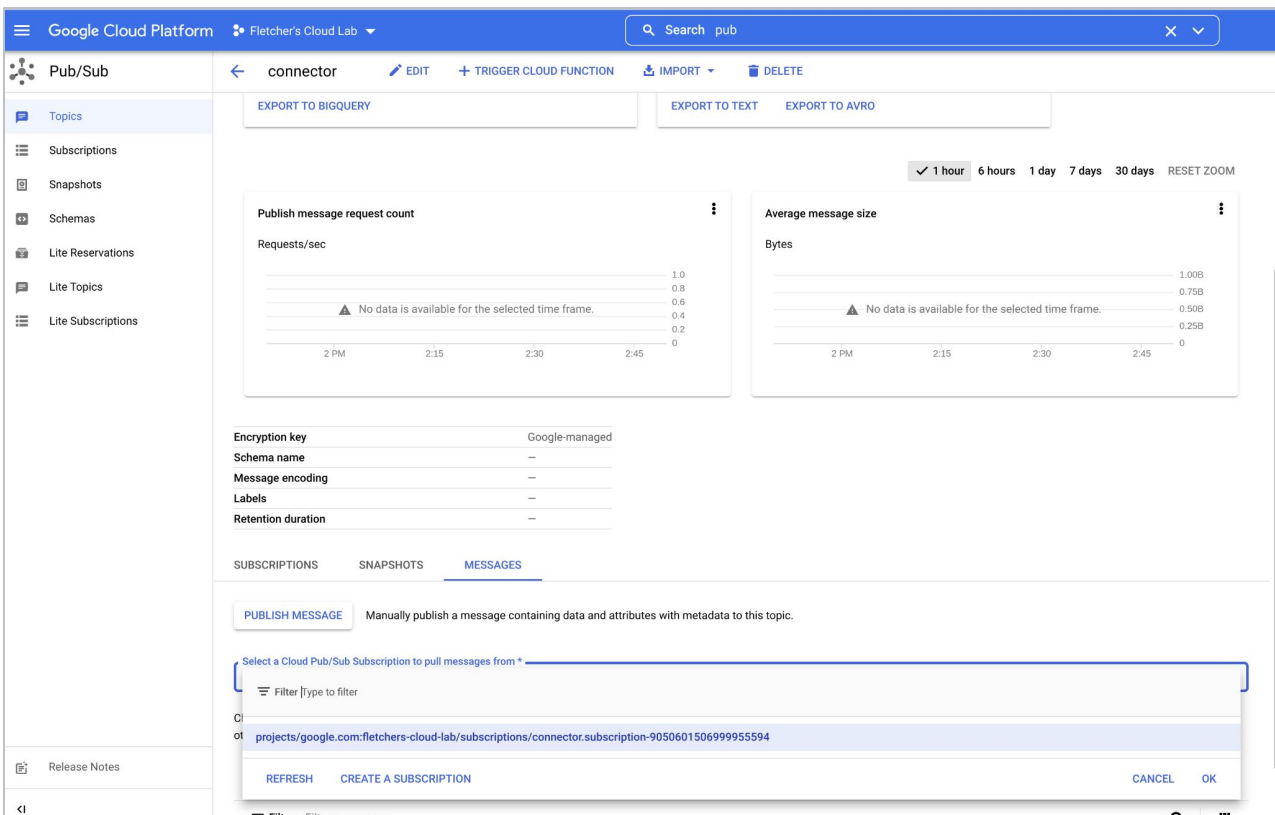 Google Cloud Platform Fletcher's Cloud Lab Search pub
Pub/Sub
connector EDIT TRIGGER CLOUD FUNCTION IMPORT DELETE
Topics
Subscriptions
Snapshots
Schemas
Lite Reservations
Lite Topics
Lite Subscriptions
Release Notes
EXPORT TO BIGQUERY
EXPORT TO TEXT EXPORT TO AVRO
1 hour 6 hours 1 day 7 days 30 days RESET ZOOM
Publish message request count
Requests/sec
1.0
0.8
0.6
0.4
0.2
0
No data is available for the selected time frame.
2 PM 2:15 2:30 2:45
Average message size
Bytes
1.00B
0.75B
0.50B
0.25B
0
No data is available for the selected time frame.
2 PM 2:15 2:30 2:45
Encryption key Google-managed
Schema name —
Message encoding —
Labels —
Retention duration —
SUBSCRIPTIONS SNAPSHOTS MESSAGES
PUBLISH MESSAGE Manually publish a message containing data and attributes with metadata to this topic.
Select a Cloud Pub/Sub Subscription to pull messages from *
Filter Type to filter
projects/google.com:fletchers-cloud-lab/subscriptions/connector.subscription-9050601506999955594
REFRESH CREATE A SUBSCRIPTION CANCEL OK